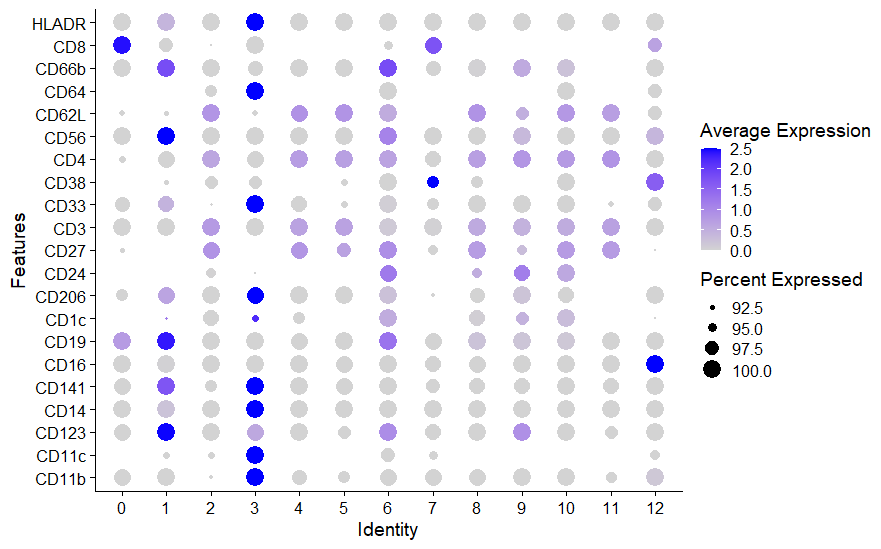 HLADR
CD8
CD66b
CD64
CD62L
CD56
CD4
CD38
CD33
CD3
CD27
CD24
CD206
CD1c
CD19
CD16
CD141
CD14
CD123
CD11c
CD11b
Features
0 1 2 3 4 5 6 7 8 9 10 11 12
Identity
Average Expression
2.5
2.0
1.5
1.0
0.5
0.0
Percent Expressed
92.5
95.0
97.5
100.0